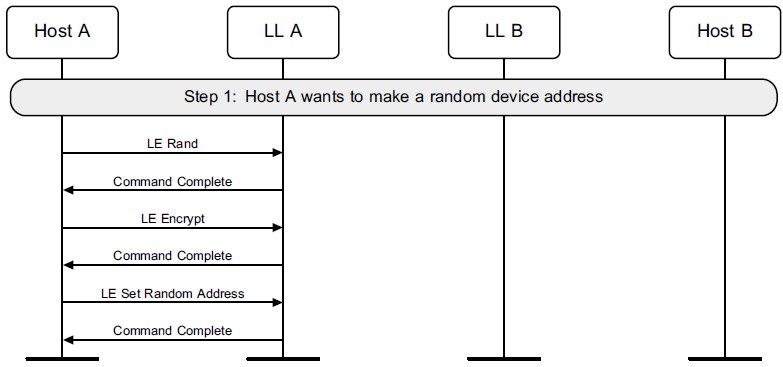 Host A
LL A
LL B
Host B
Step 1: Host A wants to make a random device address
LE Rand
Command Complete
LE Encrypt
Command Complete
LE Set Random Address
Command Complete